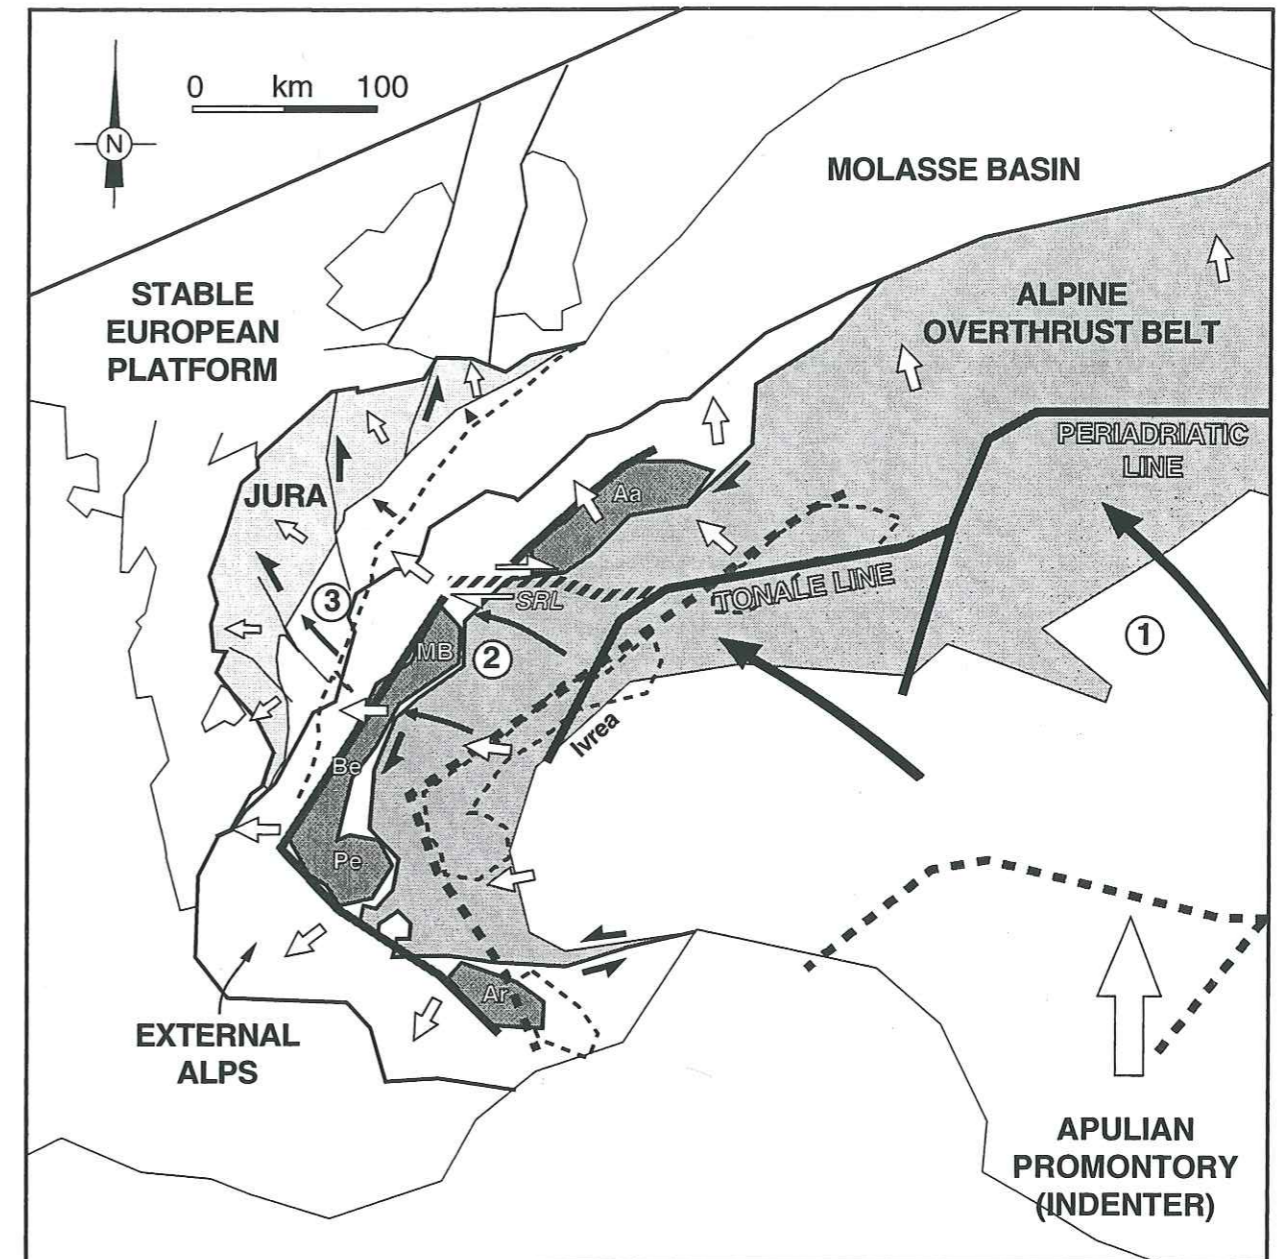 0 km 100
N
MOLASSE BASIN
STABLE
EUROPEAN
PLATFORM
ALPINE
OVERTHRUST BELT
PERIADRIATIC
LINE
JURA
Aa
TONALE LINE
SRL
3
MB
2
1
Ivrea
Be
Pe
Ar
EXTERNAL
ALPS
APULIAN
PROMONTORY
(INDENTER)